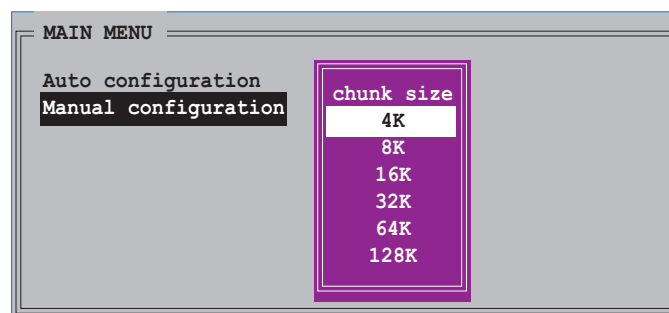 MAIN MENU
Auto configuration
Manual configuration
chunk size
4K
8K
16K
32K
64K
128K